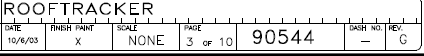 ROOFTRACKER
DATE FINISH PAINT SCALE PAGE DASH NO. REV.
10/6/03 X NONE 3 OF 10 90544 – G